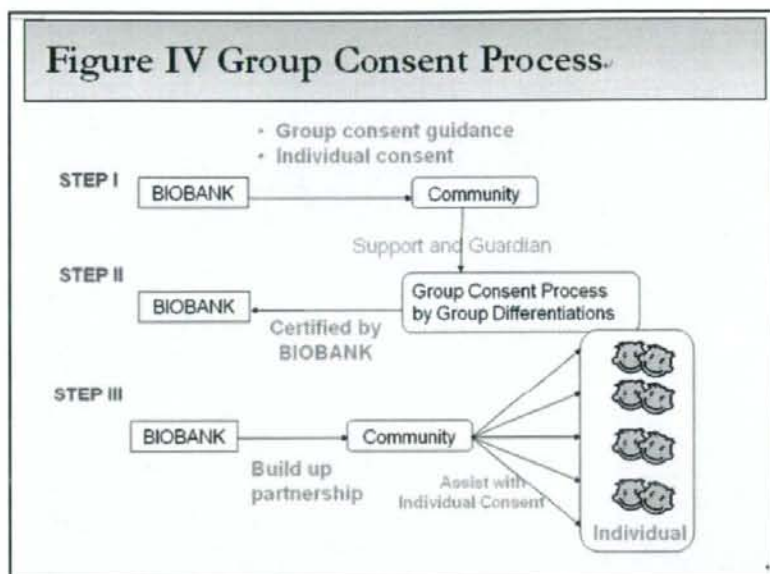 Figure IV Group Consent Process
• Group consent guidance
• Individual consent
STEP I
BIOBANK
Community
Support and Guardian
STEP II
BIOBANK
Group Consent Process
by Group Differentiations
Certified by
BIOBANK
STEP III
BIOBANK
Community
Build up
partnership
Assist with
Individual Consent
Individual